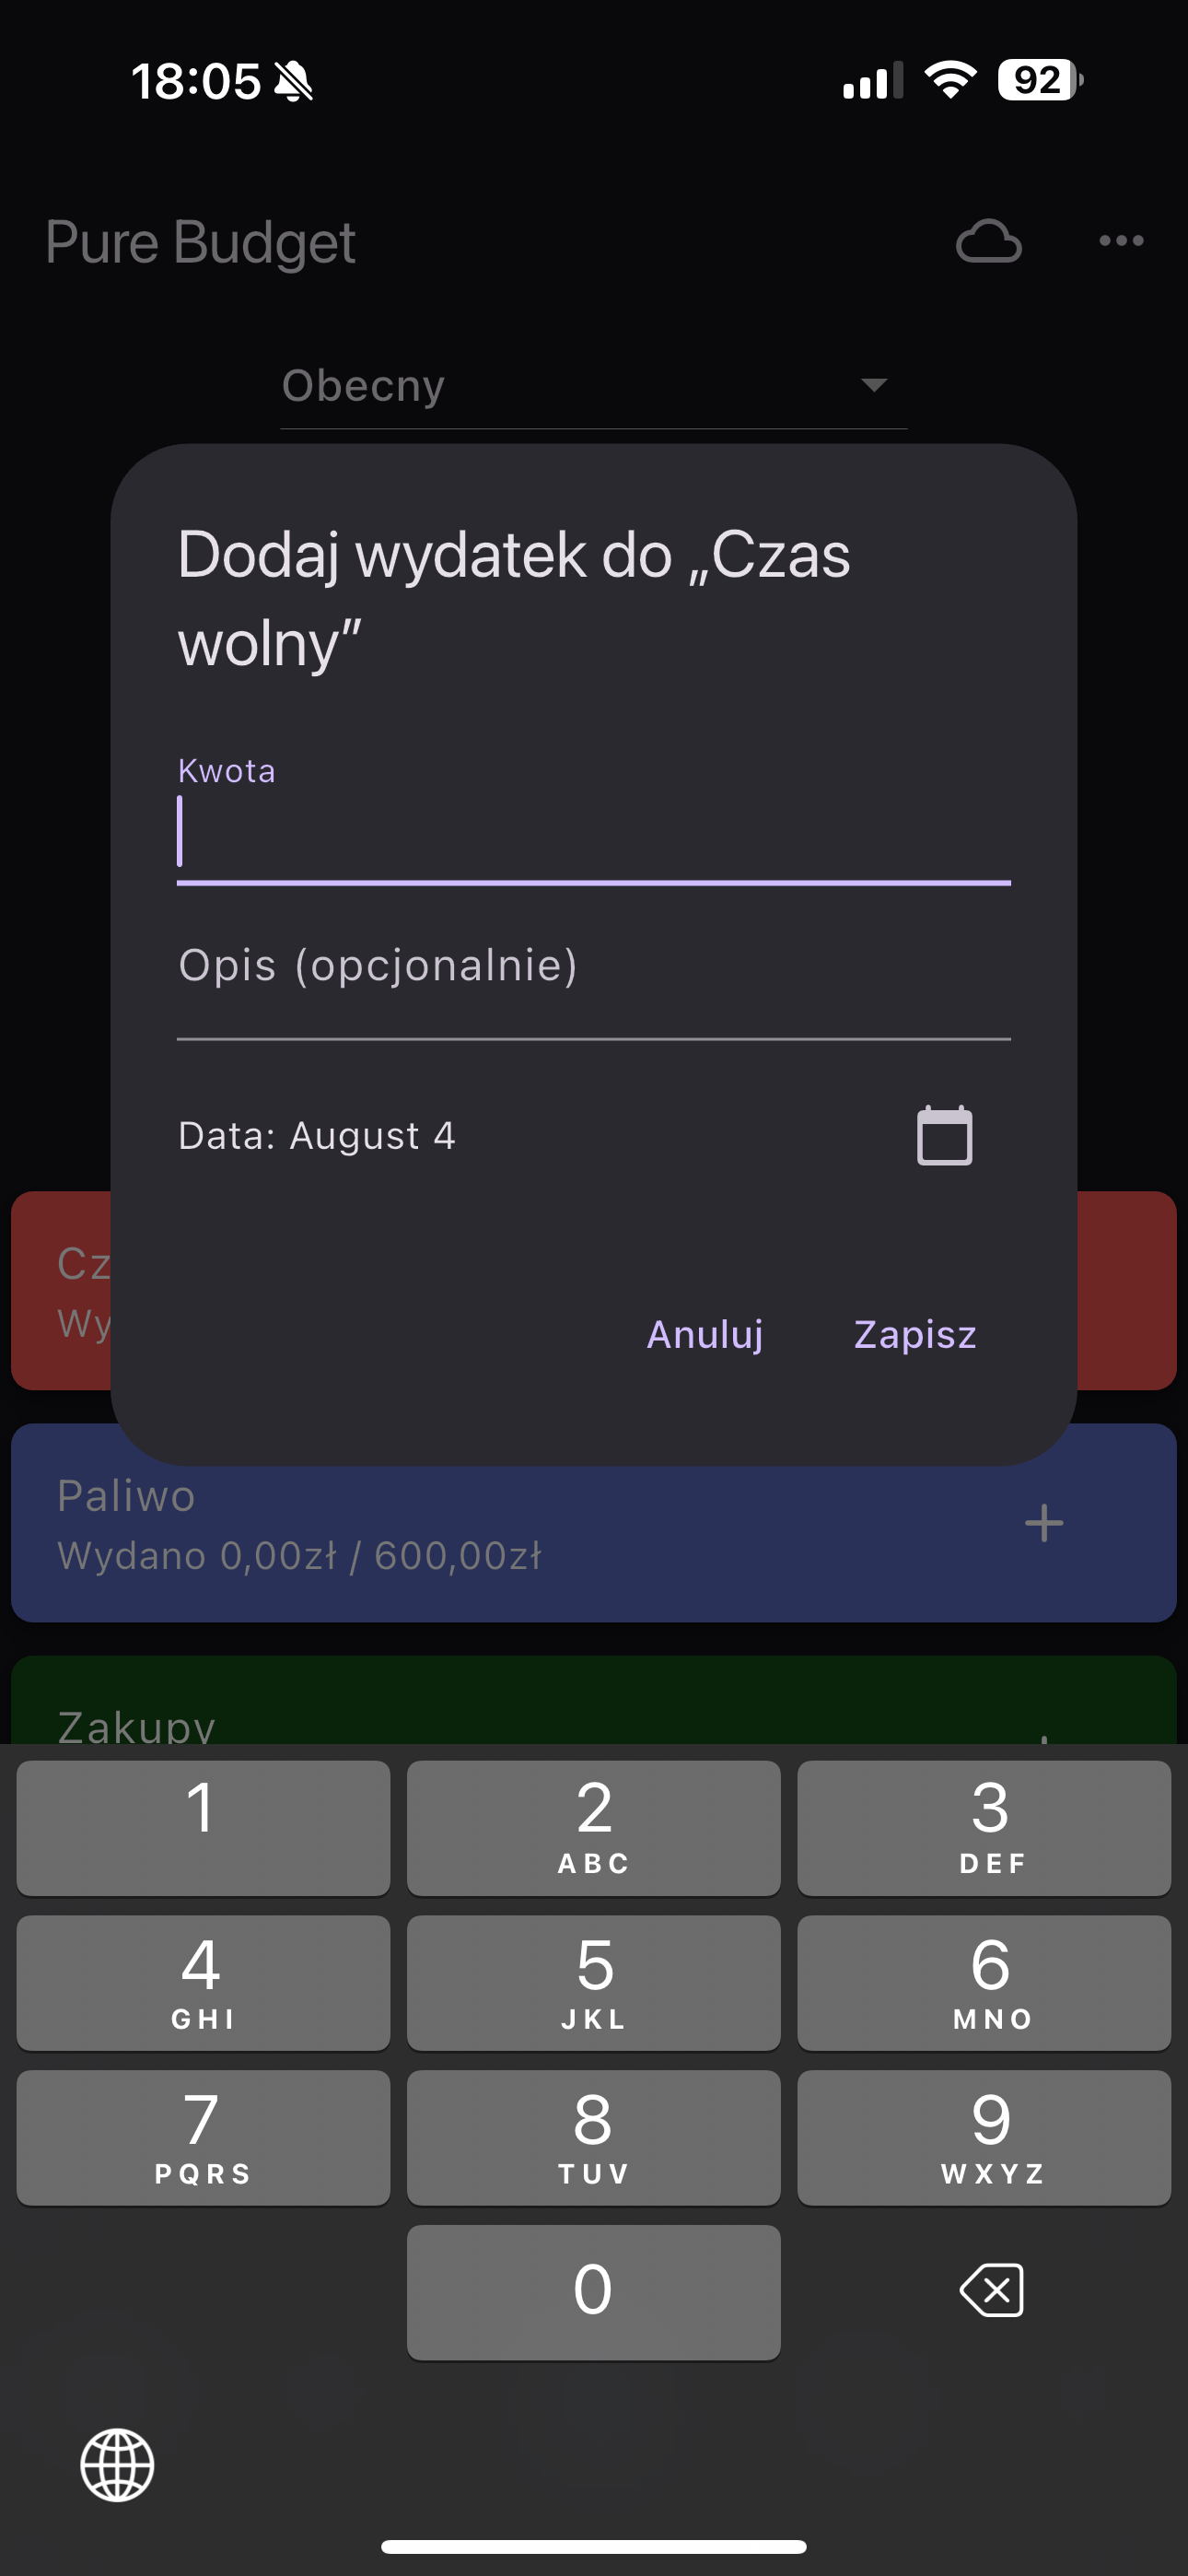 18:05
92
Pure Budget
Obecny
Dodaj wydatek do „Czas
wolny”
Kwota
Opis (opcjonalnie)
Data: August 4
Cz
Wy
Anuluj Zapisz
Paliwo
Wydano 0,00zł / 600,00zł
Zakupy
1 2 3
ABC DEF
4 5 6
GHI JKL MNO
7 8 9
PQRS TUV WXYZ
0